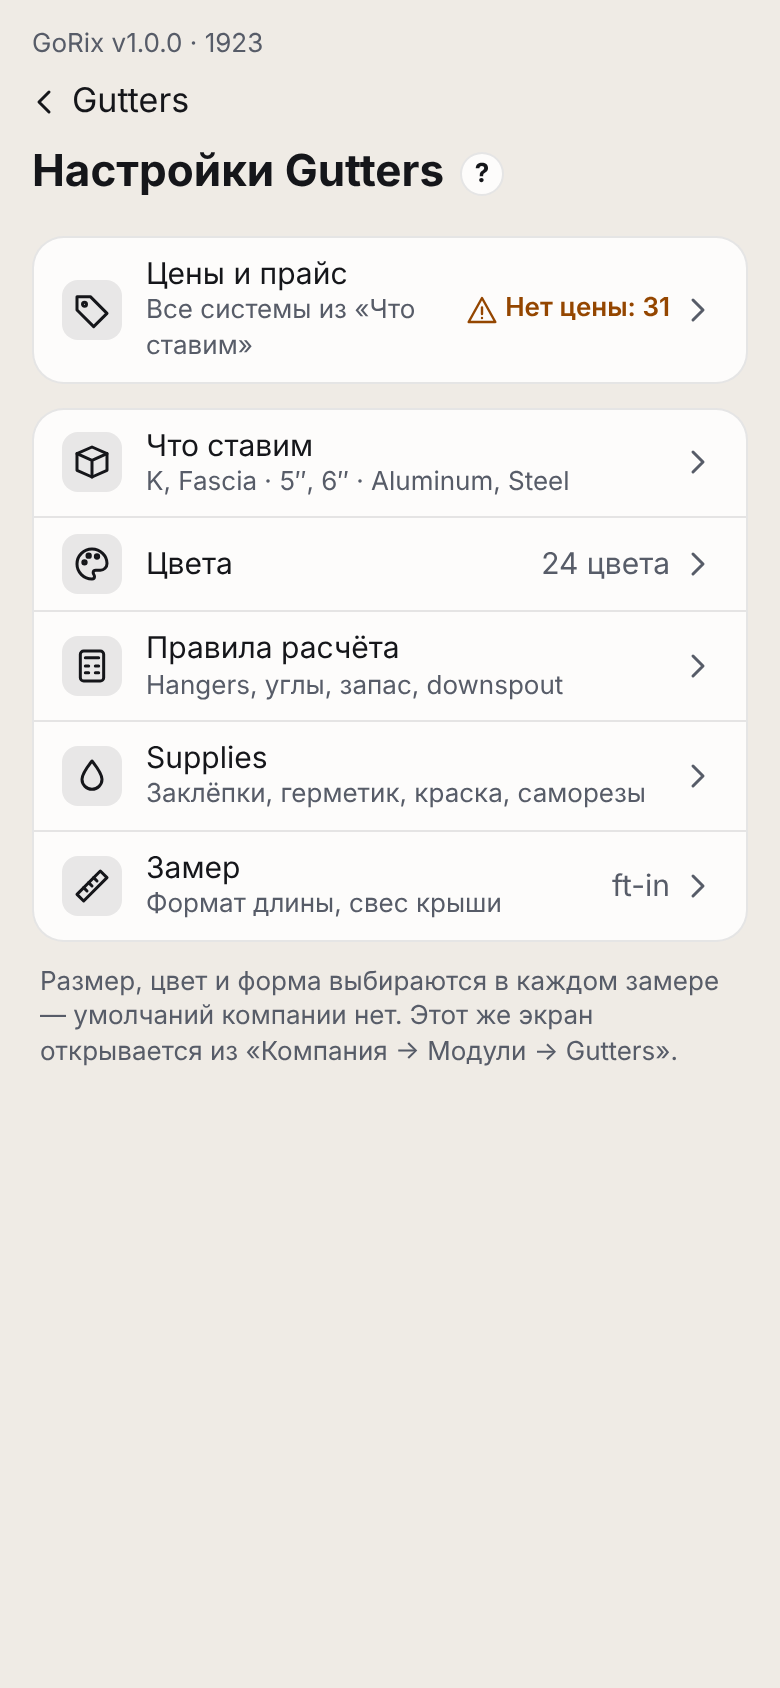 GoRix v1.0.0 · 1923
Gutters
Настройки Gutters ?
Цены и прайс
Все системы из «Что
ставим»
Нет цены: 31
Что ставим
K, Fascia · 5″, 6″ · Aluminum, Steel
Цвета
24 цвета
Правила расчёта
Hangers, углы, запас, downspout
Supplies
Заклёпки, герметик, краска, саморезы
Замер
Формат длины, свес крыши
ft-in
Размер, цвет и форма выбираются в каждом замере
— умолчаний компании нет. Этот же экран
открывается из «Компания → Модули → Gutters».